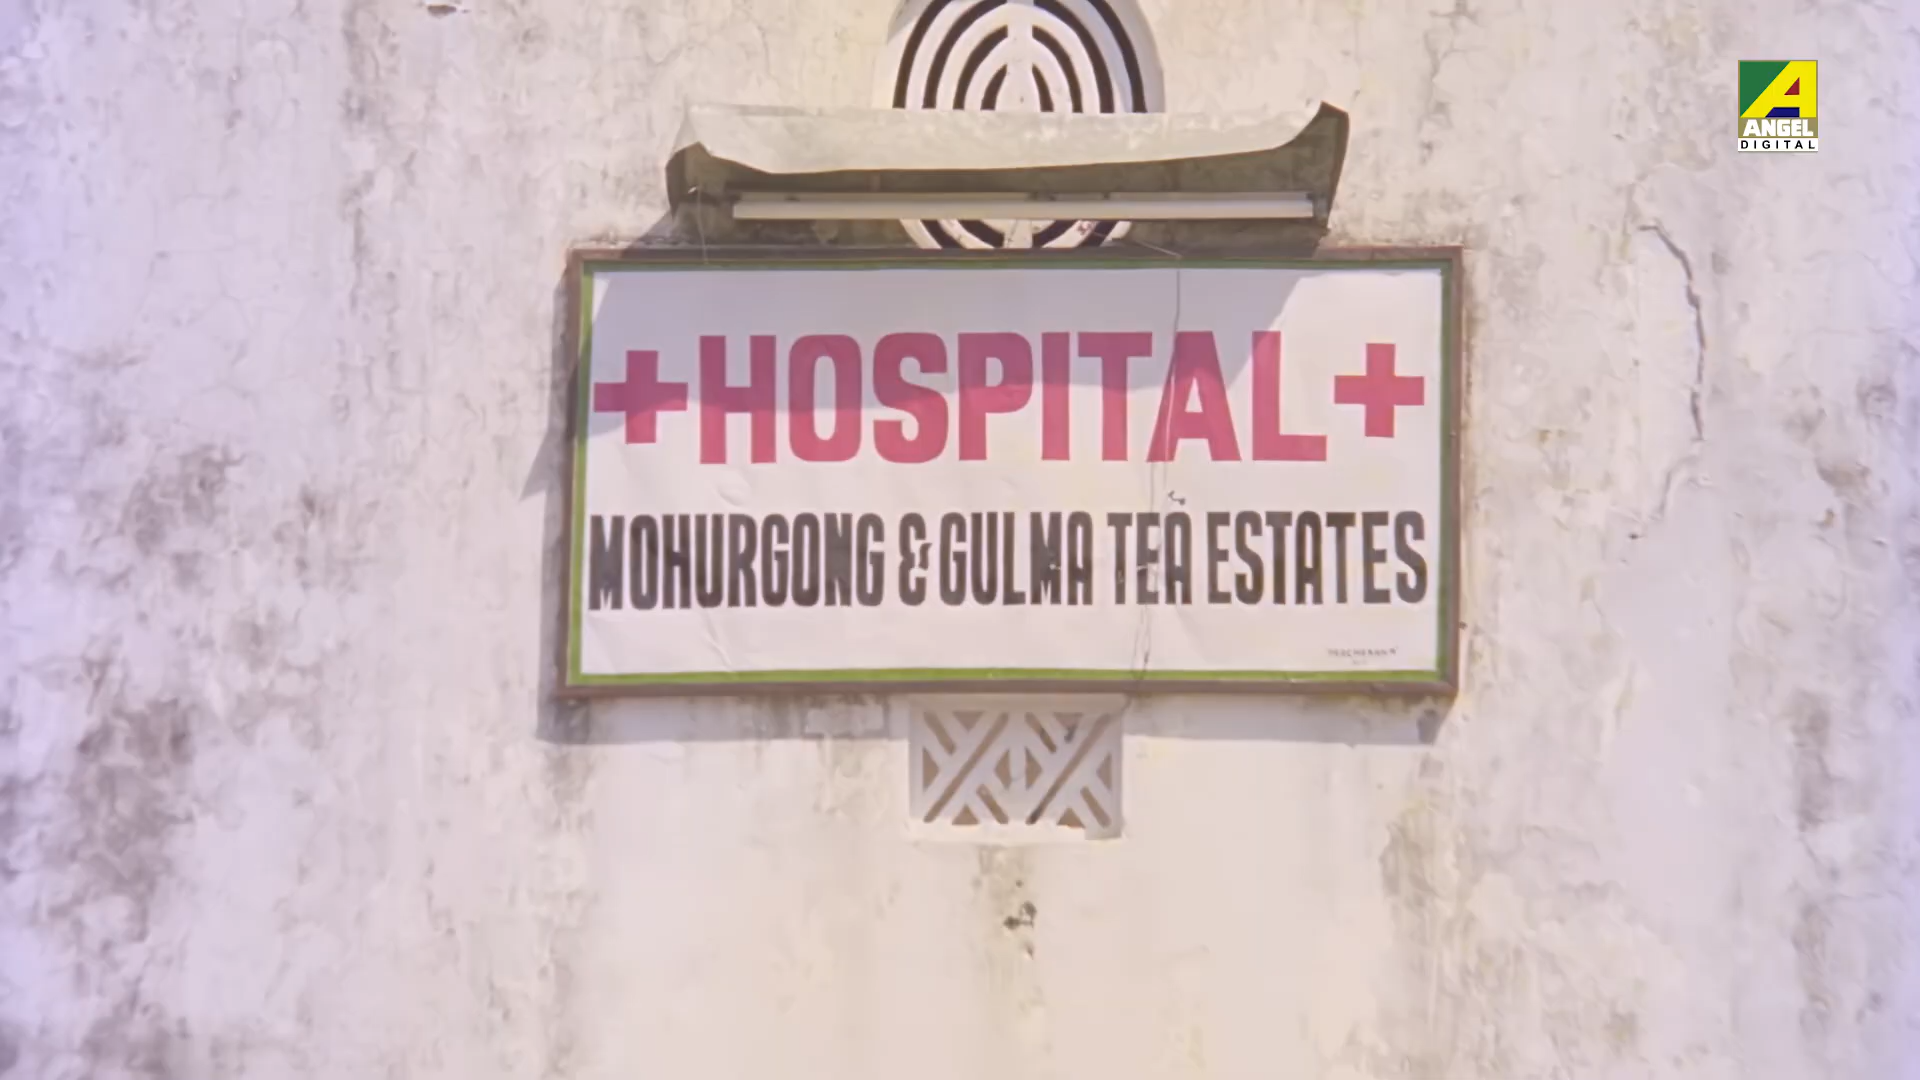 ANGEL
DIGITAL
+HOSPITAL+
MOHURGONG & GULMA TEA ESTATES